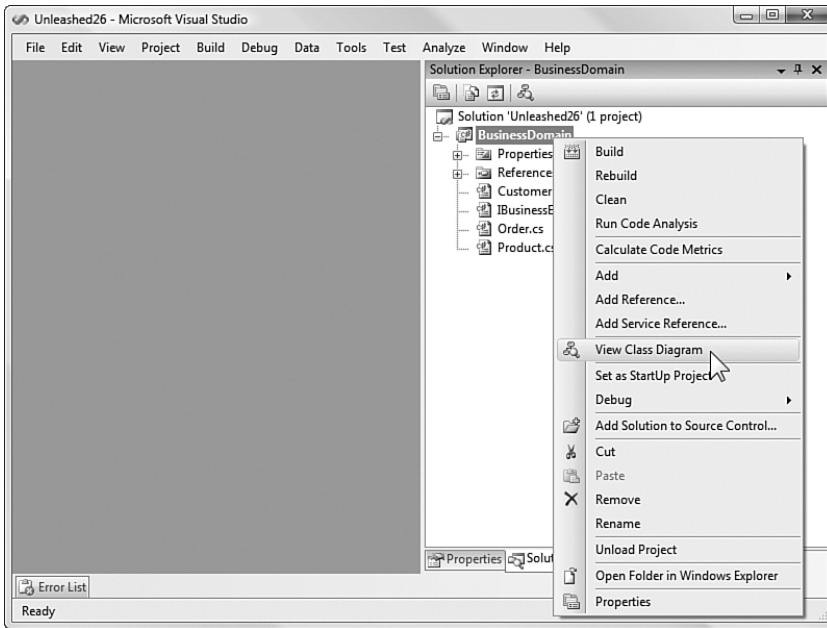 Unleashed26 - Microsoft Visual Studio
File Edit View Project Build Debug Data Tools Test Analyze Window Help
Solution Explorer - BusinessDomain
Solution 'Unleashed26' (1 project)
BusinessDomain
Properties
Reference
Customer
IBusinessE
Order.cs
Product.cs
Build
Rebuild
Clean
Run Code Analysis
Calculate Code Metrics
Add
Add Reference...
Add Service Reference...
View Class Diagram
Set as StartUp Project
Debug
Add Solution to Source Control...
Cut
Paste
Remove
Rename
Unload Project
Open Folder in Windows Explorer
Properties
Properties Solut
Error List
Ready